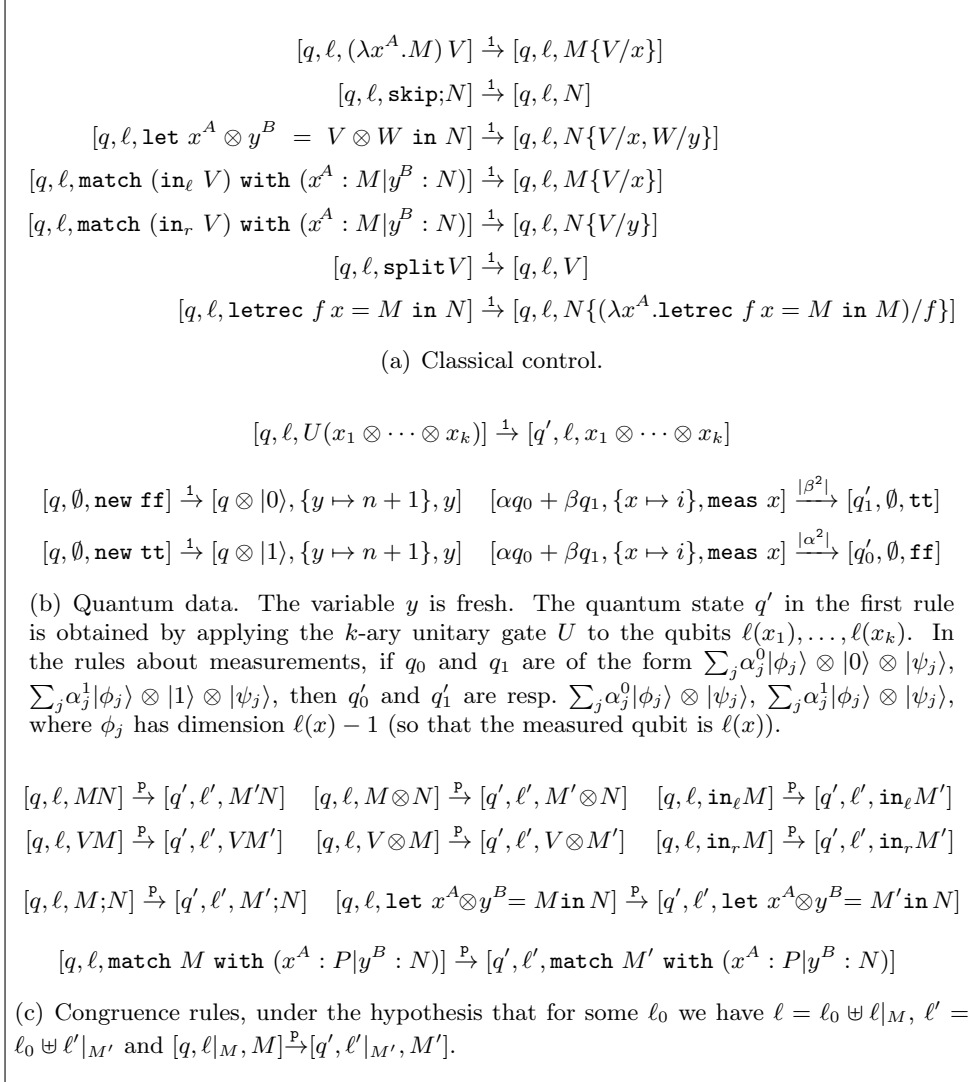 [q, ℓ, (λx^A.M) V] →^1 [q, ℓ, M{V/x}]
[q, ℓ, skip;N] →^1 [q, ℓ, N]
[q, ℓ, let x^A ⊗ y^B = V ⊗ W in N] →^1 [q, ℓ, N{V/x, W/y}]
[q, ℓ, match (in_ℓ V) with (x^A : M|y^B : N)] →^1 [q, ℓ, M{V/x}]
[q, ℓ, match (in_r V) with (x^A : M|y^B : N)] →^1 [q, ℓ, N{V/y}]
[q, ℓ, splitV] →^1 [q, ℓ, V]
[q, ℓ, letrec f x = M in N] →^1 [q, ℓ, N{(λx^A.letrec f x = M in M)/f}]
(a) Classical control.
[q, ℓ, U(x_1 ⊗ ··· ⊗ x_k)] →^1 [q′, ℓ, x_1 ⊗ ··· ⊗ x_k]
[q, ∅, new ff] →^1 [q ⊗ |0⟩, {y ↦ n + 1}, y] [αq_0 + βq_1, {x ↦ i}, meas x] →^{|β^2|} [q′_1, ∅, tt]
[q, ∅, new tt] →^1 [q ⊗ |1⟩, {y ↦ n + 1}, y] [αq_0 + βq_1, {x ↦ i}, meas x] →^{|α^2|} [q′_0, ∅, ff]
(b) Quantum data. The variable y is fresh. The quantum state q′ in the first rule
is obtained by applying the k-ary unitary gate U to the qubits ℓ(x_1), . . . , ℓ(x_k). In
the rules about measurements, if q_0 and q_1 are of the form ∑_j α^0_j|φ_j⟩ ⊗ |0⟩ ⊗ |ψ_j⟩,
∑_j α^1_j|φ_j⟩ ⊗ |1⟩ ⊗ |ψ_j⟩, then q′_0 and q′_1 are resp. ∑_j α^0_j|φ_j⟩ ⊗ |ψ_j⟩, ∑_j α^1_j|φ_j⟩ ⊗ |ψ_j⟩,
where φ_j has dimension ℓ(x) − 1 (so that the measured qubit is ℓ(x)).
[q, ℓ, MN] →^p [q′, ℓ′, M′N] [q, ℓ, M⊗N] →^p [q′, ℓ′, M′⊗N] [q, ℓ, in_ℓM] →^p [q′, ℓ′, in_ℓM′]
[q, ℓ, VM] →^p [q′, ℓ′, VM′] [q, ℓ, V⊗M] →^p [q′, ℓ′, V⊗M′] [q, ℓ, in_rM] →^p [q′, ℓ′, in_rM′]
[q, ℓ, M;N] →^p [q′, ℓ′, M′;N] [q, ℓ, let x^A⊗y^B= M in N] →^p [q′, ℓ′, let x^A⊗y^B= M′in N]
[q, ℓ, match M with (x^A : P|y^B : N)] →^p [q′, ℓ′, match M′ with (x^A : P|y^B : N)]
(c) Congruence rules, under the hypothesis that for some ℓ_0 we have ℓ = ℓ_0 ⊎ ℓ|_M, ℓ′ =
ℓ_0 ⊎ ℓ′|_{M′} and [q, ℓ|_M, M] →^p [q′, ℓ′|_{M′}, M′].